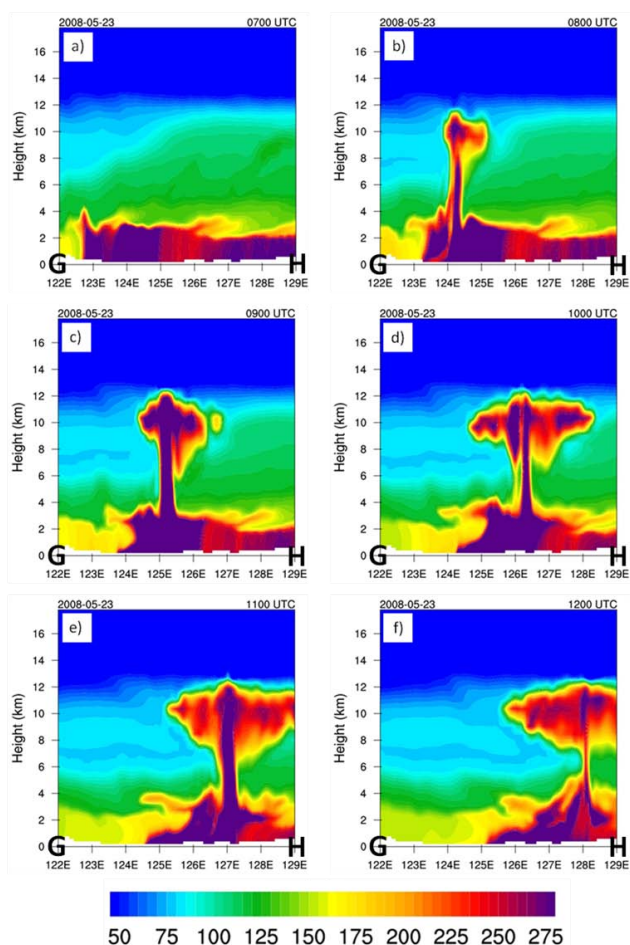 2008-05-23 0700 UTC
a)
Height (km)
16
14
12
10
8
6
4
2
0
G H
122E 123E 124E 125E 126E 127E 128E 129E
2008-05-23 0800 UTC
b)
Height (km)
16
14
12
10
8
6
4
2
0
G H
122E 123E 124E 125E 126E 127E 128E 129E
2008-05-23 0900 UTC
c)
Height (km)
16
14
12
10
8
6
4
2
0
G H
122E 123E 124E 125E 126E 127E 128E 129E
2008-05-23 1000 UTC
d)
Height (km)
16
14
12
10
8
6
4
2
0
G H
122E 123E 124E 125E 126E 127E 128E 129E
2008-05-23 1100 UTC
e)
Height (km)
16
14
12
10
8
6
4
2
0
G H
122E 123E 124E 125E 126E 127E 128E 129E
2008-05-23 1200 UTC
f)
Height (km)
16
14
12
10
8
6
4
2
0
G H
122E 123E 124E 125E 126E 127E 128E 129E
50 75 100 125 150 175 200 225 250 275